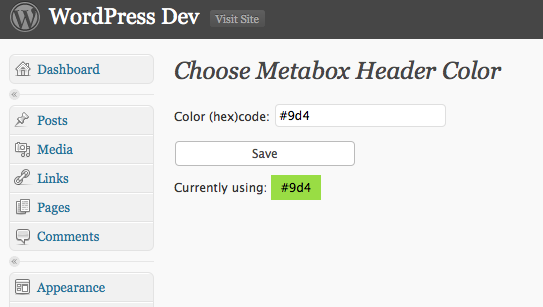 WordPress Dev Visit Site
Dashboard
Posts
Media
Links
Pages
Comments
Appearance
Choose Metabox Header Color
Color (hex)code: #9d4
Save
Currently using: #9d4